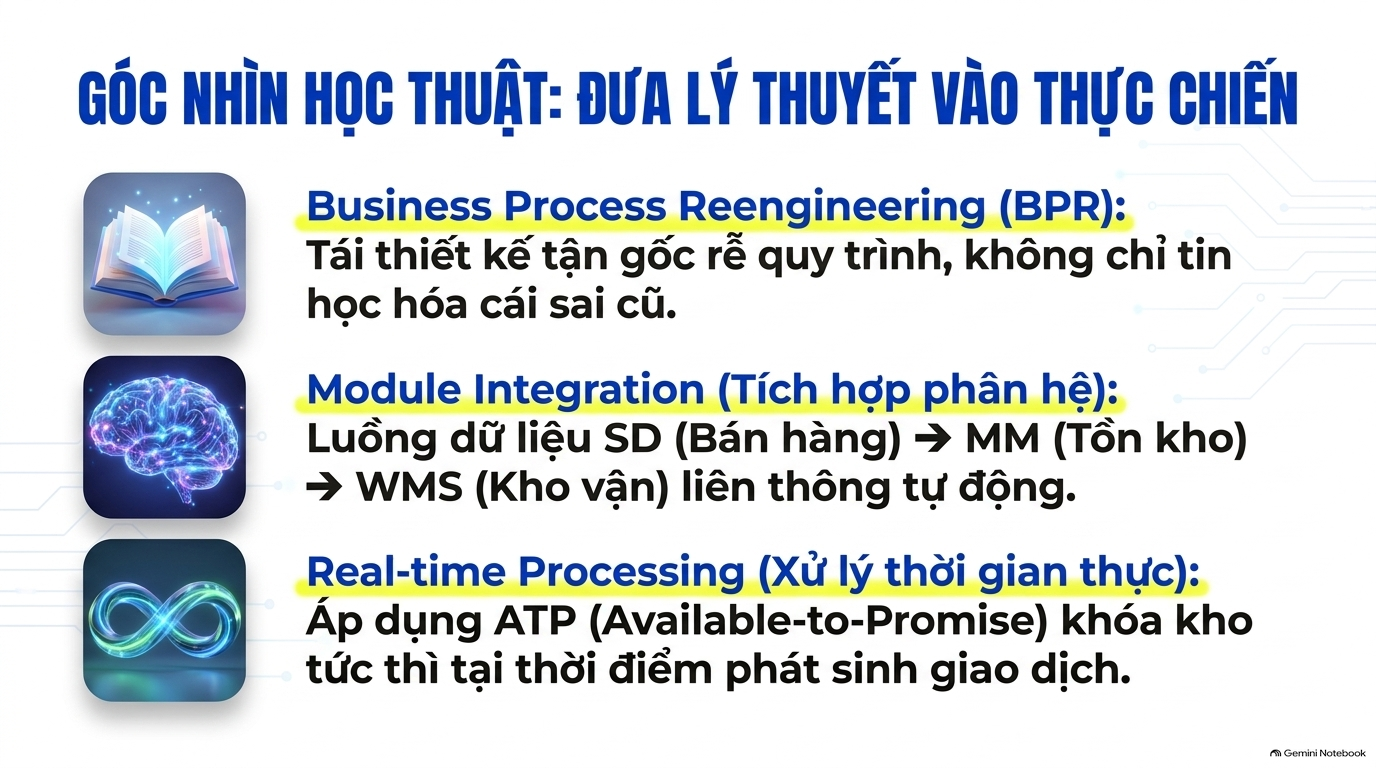 GÓC NHÌN HỌC THUẬT: ĐƯA LÝ THUYẾT VÀO THỰC CHIẾN
Business Process Reengineering (BPR):
Tái thiết kế tận gốc rễ quy trình, không chỉ tin
học hóa cái sai cũ.
Module Integration (Tích hợp phân hệ):
Luồng dữ liệu SD (Bán hàng) → MM (Tồn kho)
→ WMS (Kho vận) liên thông tự động.
Real-time Processing (Xử lý thời gian thực):
Áp dụng ATP (Available-to-Promise) khóa kho
tức thì tại thời điểm phát sinh giao dịch.
Gemini Notebook